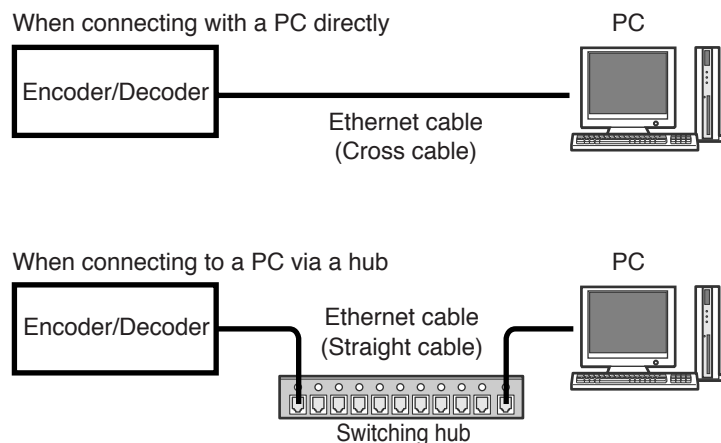 When connecting with a PC directly
PC
Encoder/Decoder
Ethernet cable
(Cross cable)
When connecting to a PC via a hub
PC
Encoder/Decoder
Ethernet cable
(Straight cable)
Switching hub